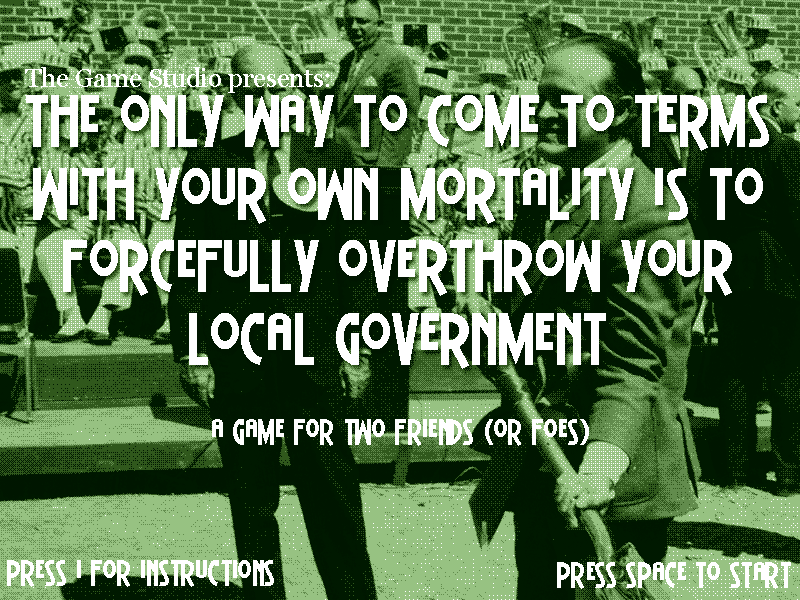 The Game Studio presents:
THE ONLY WAY TO COME TO TERMS
WITH YOUR OWN MORTALITY IS TO
FORCEFULLY OVERTHROW YOUR
LOCAL GOVERNMENT
A GAME FOR TWO FRIENDS (OR FOES)
PRESS I FOR INSTRUCTIONS
PRESS SPACE TO START